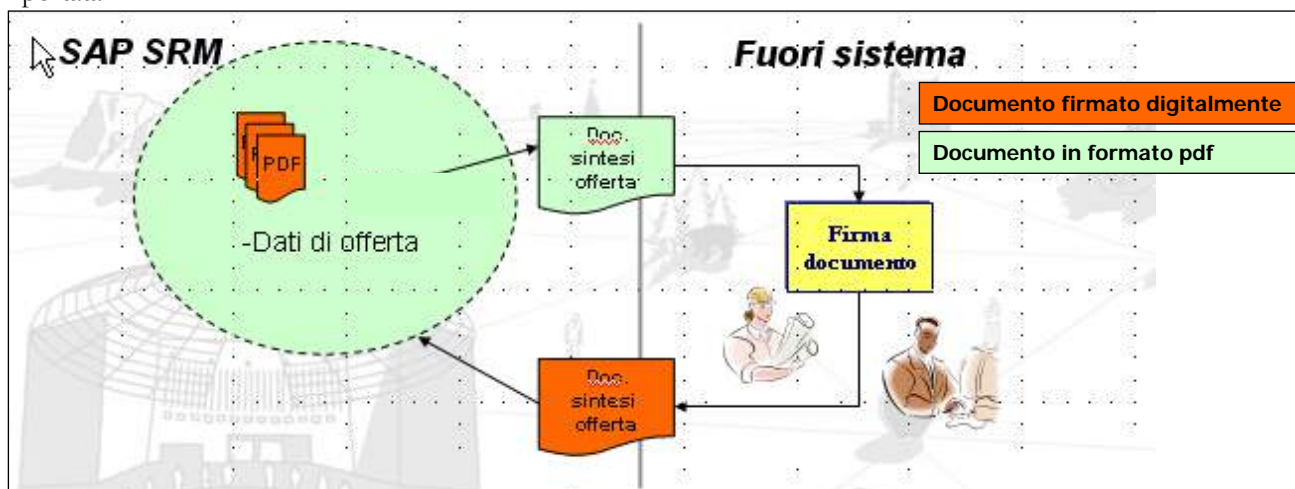 SAP SRM
Fuori sistema
Documento firmato digitalmente
Documento in formato pdf
PDF
Doc.
sintesi
offerta
-Dati di offerta
Firma
documento
Doc.
sintesi
offerta